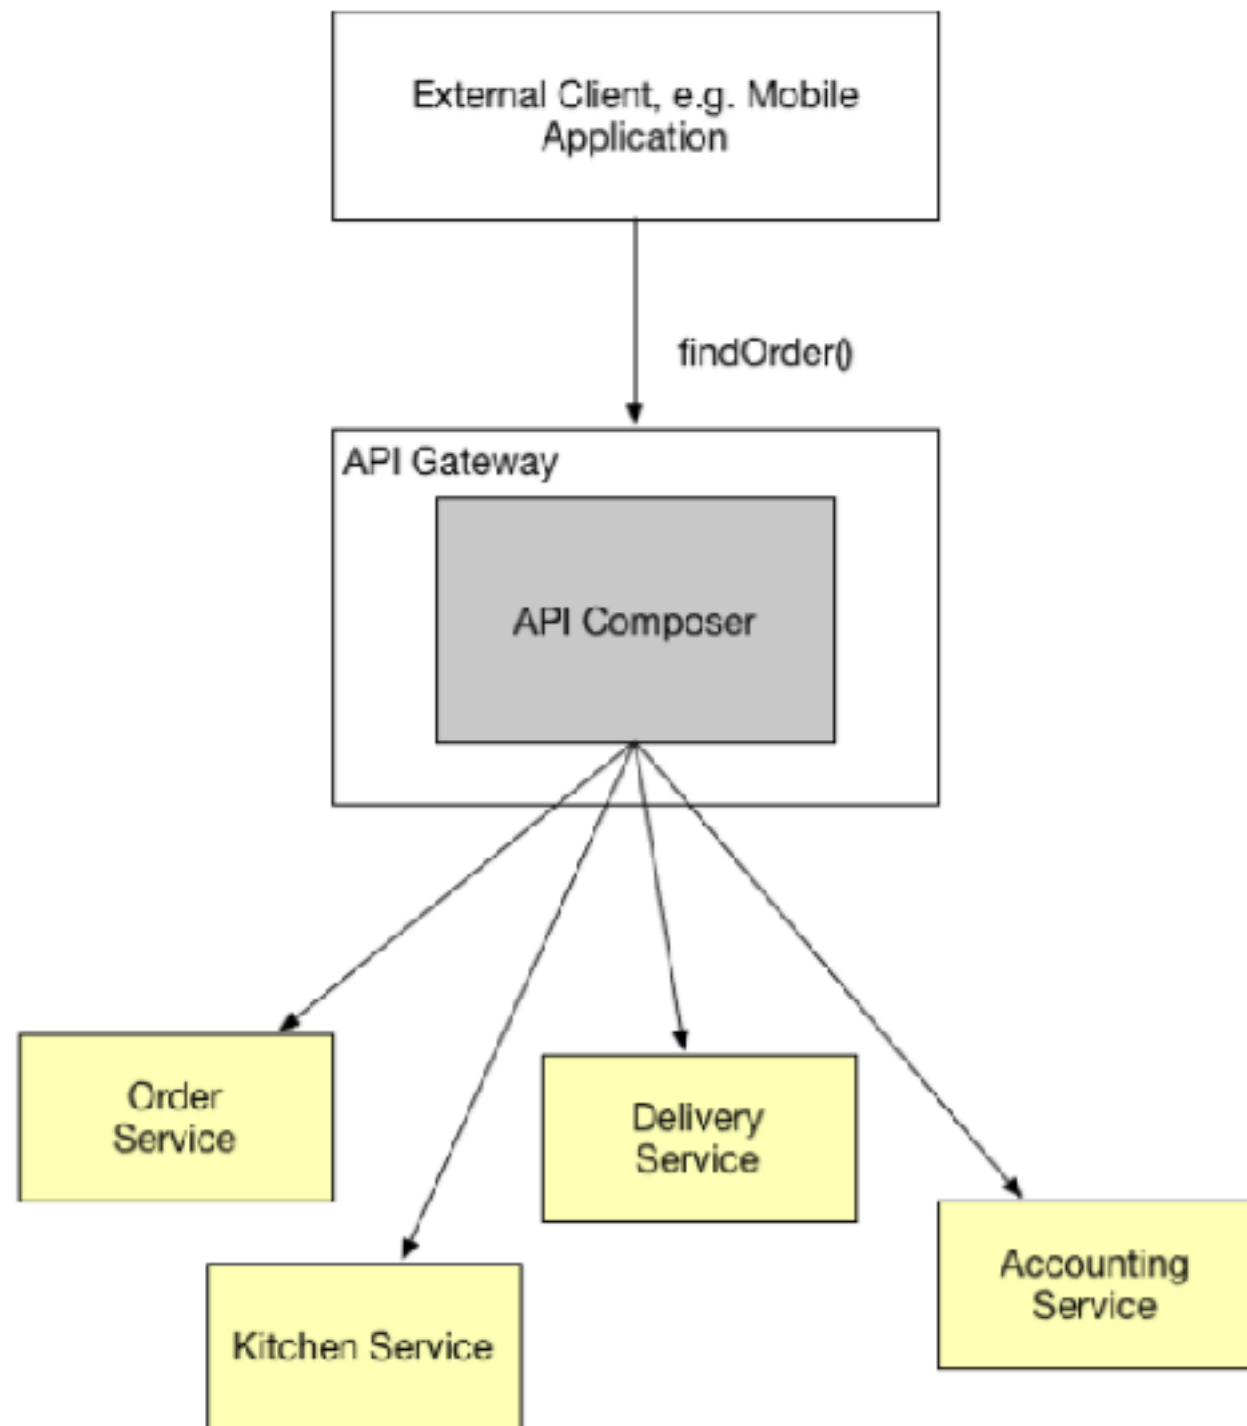 External Client, e.g. Mobile
Application
findOrder()
API Gateway
API Composer
Order
Service
Delivery
Service
Accounting
Service
Kitchen Service